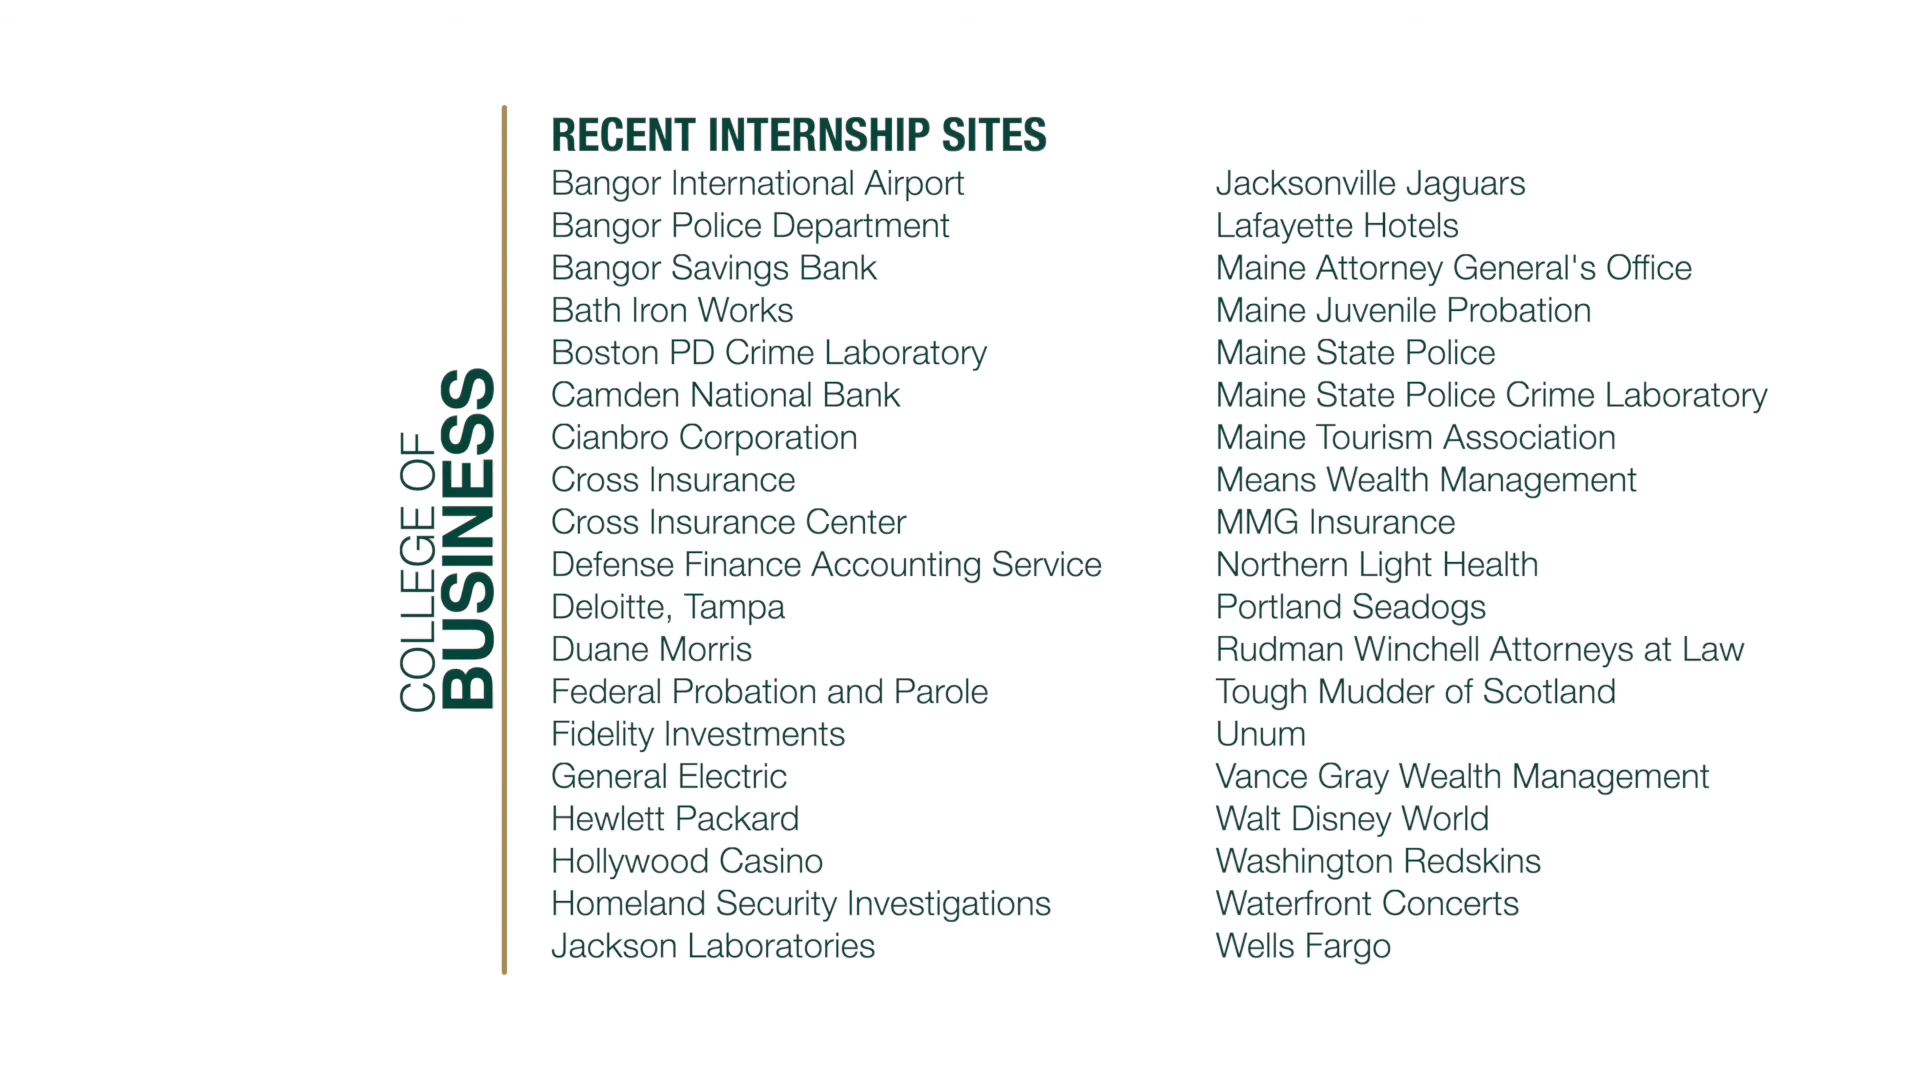 COLLEGE OF
BUSINESS
RECENT INTERNSHIP SITES
Bangor International Airport
Bangor Police Department
Bangor Savings Bank
Bath Iron Works
Boston PD Crime Laboratory
Camden National Bank
Cianbro Corporation
Cross Insurance
Cross Insurance Center
Defense Finance Accounting Service
Deloitte, Tampa
Duane Morris
Federal Probation and Parole
Fidelity Investments
General Electric
Hewlett Packard
Hollywood Casino
Homeland Security Investigations
Jackson Laboratories
Jacksonville Jaguars
Lafayette Hotels
Maine Attorney General's Office
Maine Juvenile Probation
Maine State Police
Maine State Police Crime Laboratory
Maine Tourism Association
Means Wealth Management
MMG Insurance
Northern Light Health
Portland Seadogs
Rudman Winchell Attorneys at Law
Tough Mudder of Scotland
Unum
Vance Gray Wealth Management
Walt Disney World
Washington Redskins
Waterfront Concerts
Wells Fargo